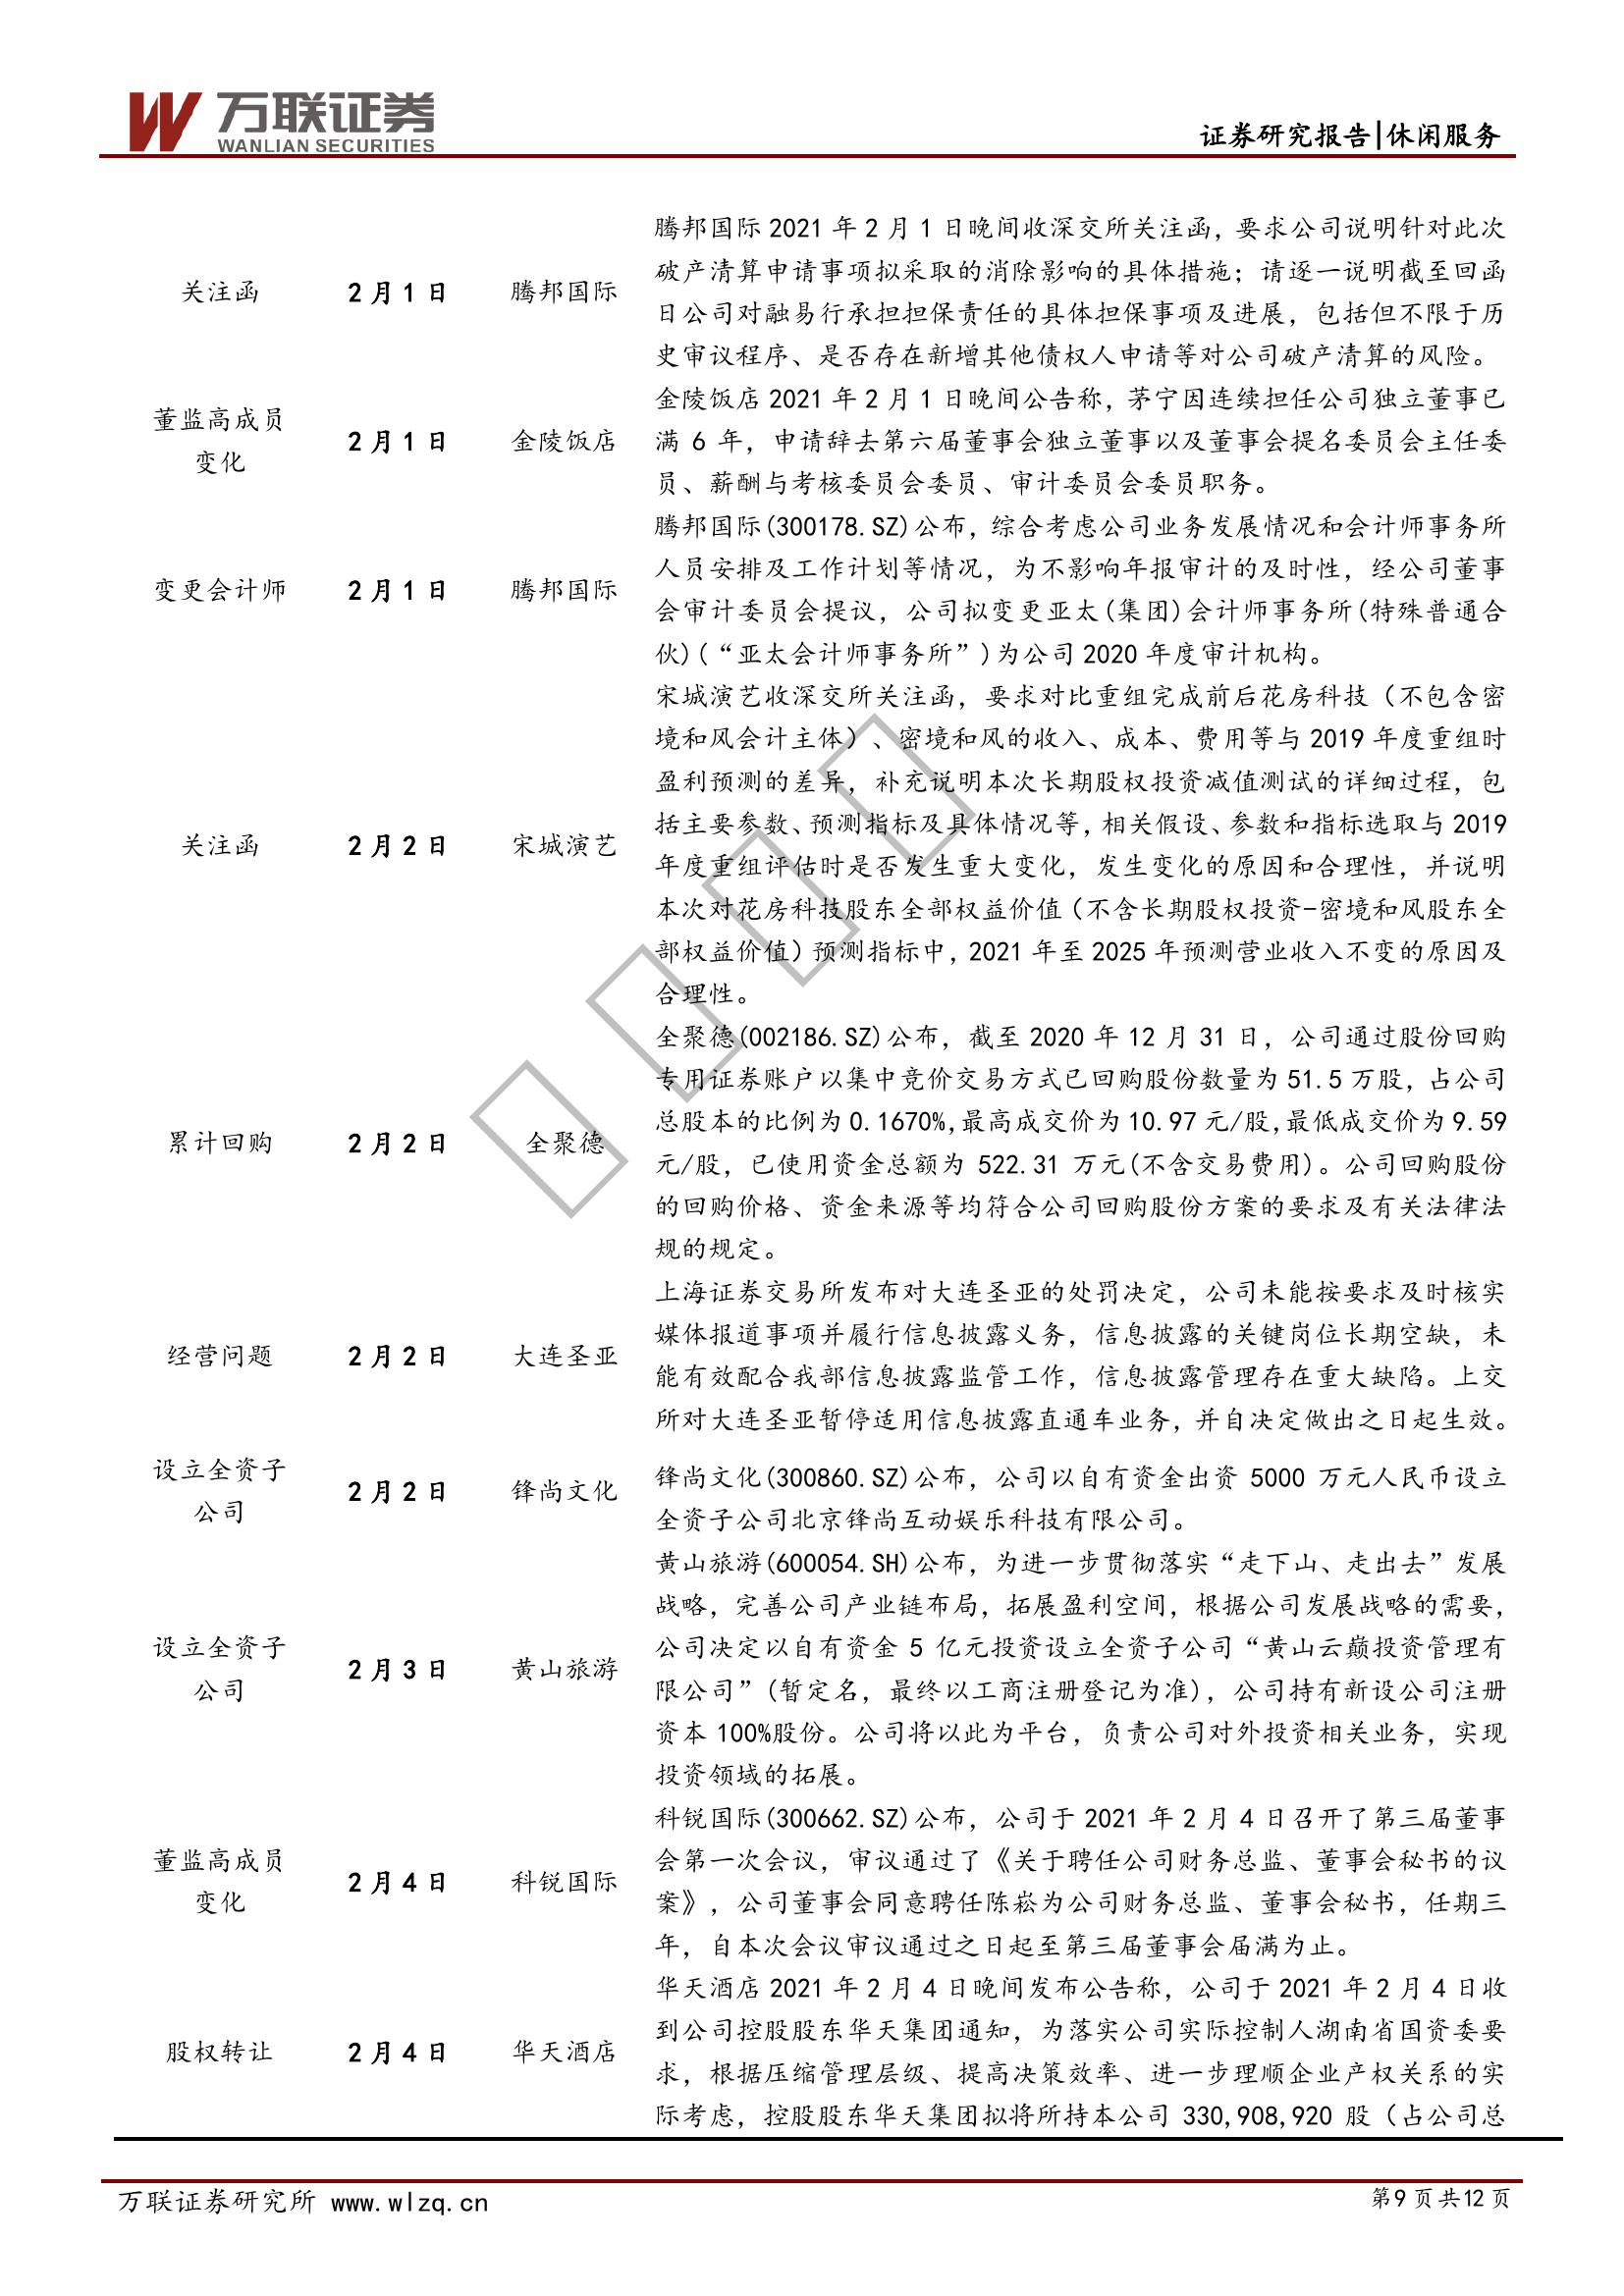 万联证券
WANLIAN SECURITIES
证券研究报告|休闲服务
关注函
2月1日
腾邦国际
腾邦国际 2021 年 2 月 1 日晚间收深交所关注函，要求公司说明针对此次
破产清算申请事项拟采取的消除影响的具体措施；请逐一说明截至回函
日公司对融易行承担担保责任的具体担保事项及进展，包括但不限于历
史审议程序、是否存在新增其他债权人申请等对公司破产清算的风险。
董监高成员
变化
2月1日
金陵饭店
金陵饭店 2021 年 2 月 1 日晚间公告称，茅宁因连续担任公司独立董事已
满 6 年，申请辞去第六届董事会独立董事以及董事会提名委员会主任委
员、薪酬与考核委员会委员、审计委员会委员职务。
变更会计师
2月1日
腾邦国际
腾邦国际(300178.SZ)公布，综合考虑公司业务发展情况和会计师事务所
人员安排及工作计划等情况，为不影响年报审计的及时性，经公司董事
会审计委员会提议，公司拟变更亚太(集团)会计师事务所(特殊普通合
伙)(“亚太会计师事务所”)为公司 2020 年度审计机构。
关注函
2月2日
宋城演艺
宋城演艺收深交所关注函，要求对比重组完成前后花房科技（不包含密
境和风会计主体）、密境和风的收入、成本、费用等与 2019 年度重组时
盈利预测的差异，补充说明本次长期股权投资减值测试的详细过程，包
括主要参数、预测指标及具体情况等，相关假设、参数和指标选取与 2019
年度重组评估时是否发生重大变化，发生变化的原因和合理性，并说明
本次对花房科技股东全部权益价值（不含长期股权投资-密境和风股东全
部权益价值）预测指标中，2021 年至 2025 年预测营业收入不变的原因及
合理性。
累计回购
2月2日
全聚德
全聚德(002186.SZ)公布，截至 2020 年 12 月 31 日，公司通过股份回购
专用证券账户以集中竞价交易方式已回购股份数量为 51.5 万股，占公司
总股本的比例为 0.1670%，最高成交价为 10.97 元/股，最低成交价为 9.59
元/股，已使用资金总额为 522.31 万元(不含交易费用)。公司回购股份
的回购价格、资金来源等均符合公司回购股份方案的要求及有关法律法
规的规定。
经营问题
2月2日
大连圣亚
上海证券交易所发布对大连圣亚的处罚决定，公司未能按要求及时核实
媒体报道事项并履行信息披露义务，信息披露的关键岗位长期空缺，未
能有效配合我部信息披露监管工作，信息披露管理存在重大缺陷。上交
所对大连圣亚暂停适用信息披露直通车业务，并自决定做出之日起生效。
设立全资子
公司
2月2日
锋尚文化
锋尚文化(300860.SZ)公布，公司以自有资金出资 5000 万元人民币设立
全资子公司北京锋尚互动娱乐科技有限公司。
设立全资子
公司
2月3日
黄山旅游
黄山旅游(600054.SH)公布，为进一步贯彻落实“走下山、走出去”发展
战略，完善公司产业链布局，拓展盈利空间，根据公司发展战略的需要，
公司决定以自有资金 5 亿元投资设立全资子公司“黄山云巅投资管理有
限公司”(暂定名，最终以工商注册登记为准)，公司持有新设公司注册
资本 100%股份。公司将以此为平台，负责公司对外投资相关业务，实现
投资领域的拓展。
董监高成员
变化
2月4日
科锐国际
科锐国际(300662.SZ)公布，公司于 2021 年 2 月 4 日召开了第三届董事
会第一次会议，审议通过了《关于聘任公司财务总监、董事会秘书的议
案》，公司董事会同意聘任陈崧为公司财务总监、董事会秘书，任期三
年，自本次会议审议通过之日起至第三届董事会届满为止。
股权转让
2月4日
华天酒店
华天酒店 2021 年 2 月 4 日晚间发布公告称，公司于 2021 年 2 月 4 日收
到公司控股股东华天集团通知，为落实公司实际控制人湖南省国资委要
求，根据压缩管理层级、提高决策效率、进一步理顺企业产权关系的实
际考虑，控股股东华天集团拟将所持本公司 330,908,920 股（占公司总
万联证券研究所 www.wlzq.cn
第9页共12页